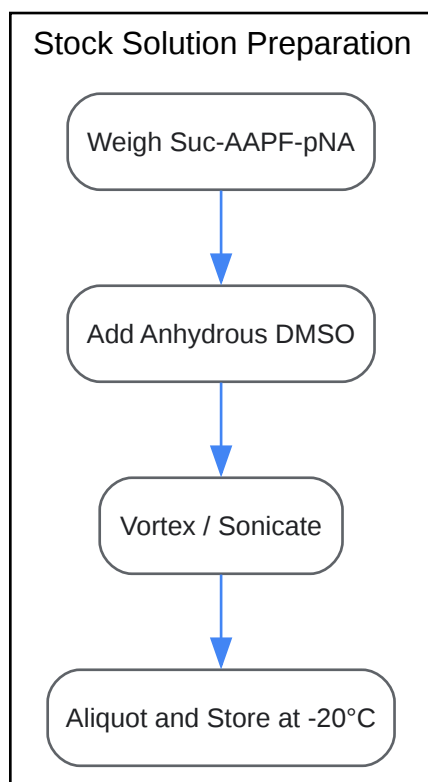 Stock Solution Preparation
Weigh Suc-AAPF-pNA
Add Anhydrous DMSO
Vortex / Sonicate
Aliquot and Store at -20°C